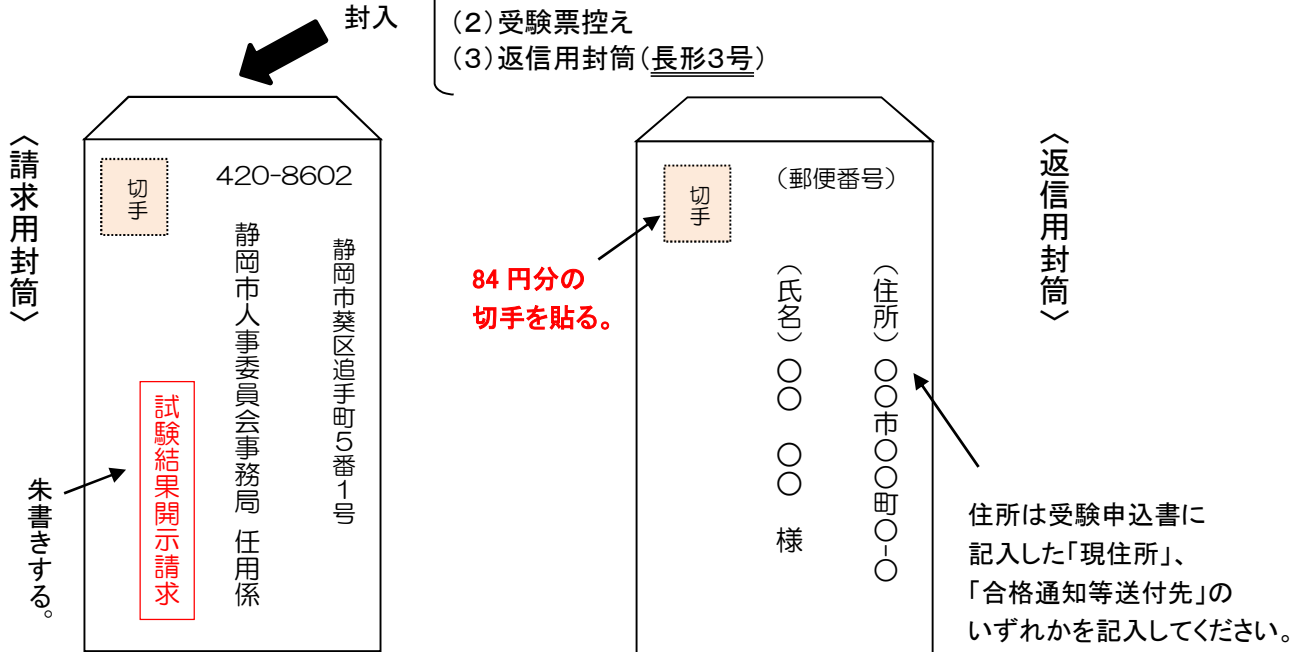 封入
(2)受験票控え
(3)返信用封筒(長形3号)
〈請求用封筒〉
切手
420-8602
静岡市葵区追手町5番1号
静岡市人事委員会事務局 任用係
試験結果開示請求
朱書きする。
84 円分の
切手を貼る。
切手
(郵便番号)
(住所)○○市○○町○-○
(氏名)○○ ○○ 様
〈返信用封筒〉
住所は受験申込書に
記入した「現住所」、
「合格通知等送付先」の
いずれかを記入してください。